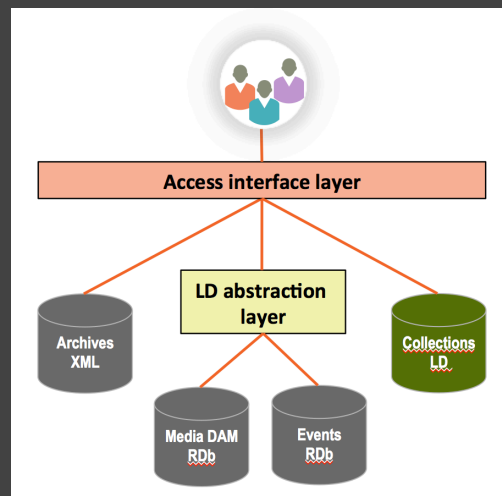 Access interface layer
LD abstraction
layer
Archives
XML
Collections
LD
Media DAM
RDb
Events
RDb